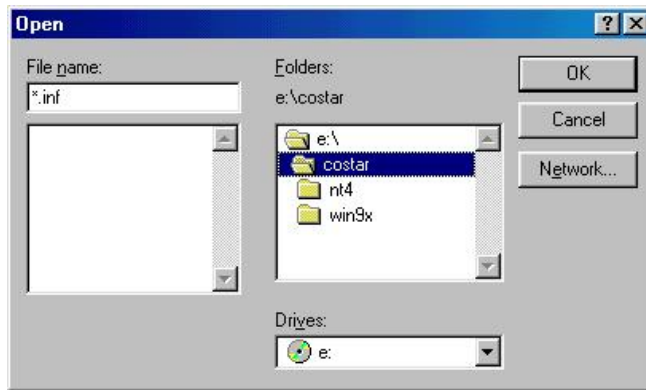 Open
File name:
*.inf
Folders:
e:\costar
e:\
costar
nt4
win9x
Drives:
e:
OK
Cancel
Network...